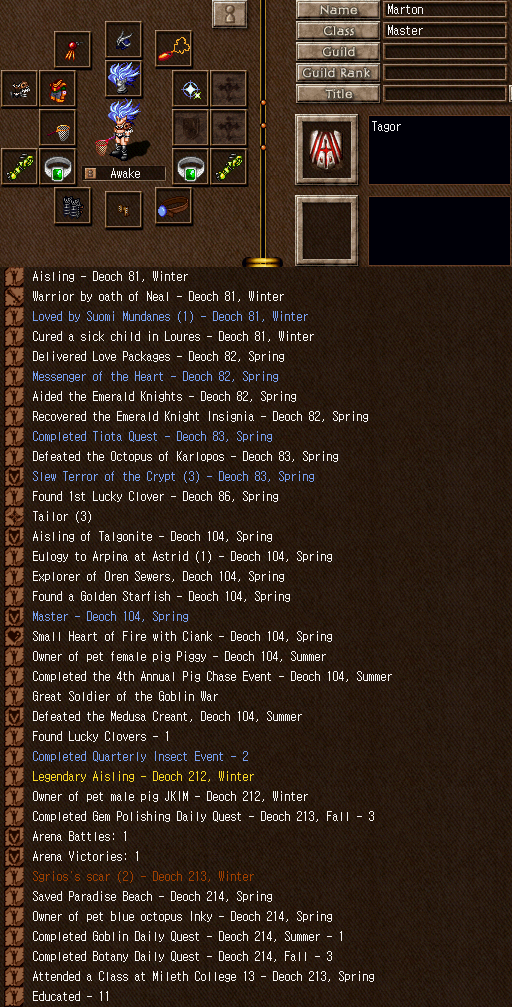 Name Marton
Class Master
Guild
Guild Rank
Title
Tagor
Awake
Aisling - Deoch 81, Winter
Warrior by oath of Neal - Deoch 81, Winter
Loved by Suomi Mundanes (1) - Deoch 81, Winter
Cured a sick child in Loures - Deoch 81, Winter
Delivered Love Packages - Deoch 82, Spring
Messenger of the Heart - Deoch 82, Spring
Aided the Emerald Knights - Deoch 82, Spring
Recovered the Emerald Knight Insignia - Deoch 82, Spring
Completed Tiota Quest - Deoch 83, Spring
Defeated the Octopus of Karlopos - Deoch 83, Spring
Slew Terror of the Crypt (3) - Deoch 83, Spring
Found 1st Lucky Clover - Deoch 86, Spring
Tailor (3)
Aisling of Talgonite - Deoch 104, Spring
Eulogy to Arpina at Astrid (1) - Deoch 104, Spring
Explorer of Oren Sewers, Deoch 104, Spring
Found a Golden Starfish - Deoch 104, Spring
Master - Deoch 104, Spring
Small Heart of Fire with Ciank - Deoch 104, Spring
Owner of pet female pig Piggy - Deoch 104, Summer
Completed the 4th Annual Pig Chase Event - Deoch 104, Summer
Great Soldier of the Goblin War
Defeated the Medusa Creant, Deoch 104, Summer
Found Lucky Clovers - 1
Completed Quarterly Insect Event - 2
Legendary Aisling - Deoch 212, Winter
Owner of pet male pig JKIM - Deoch 212, Winter
Completed Gem Polishing Daily Quest - Deoch 213, Fall - 3
Arena Battles: 1
Arena Victories: 1
Sgrios's scar (2) - Deoch 213, Winter
Saved Paradise Beach - Deoch 214, Spring
Owner of pet blue octopus Inky - Deoch 214, Spring
Completed Goblin Daily Quest - Deoch 214, Summer - 1
Completed Botany Daily Quest - Deoch 214, Fall - 3
Attended a Class at Mileth College 13 - Deoch 213, Spring
Educated - 11